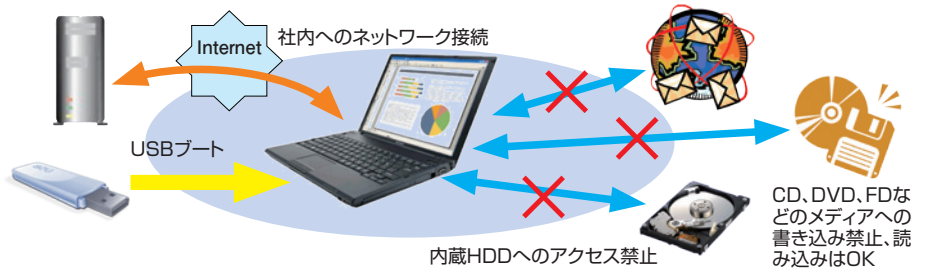 Internet
社内へのネットワーク接続
USBブート
内蔵HDDへのアクセス禁止
CD、DVD、FDな
どのメディアへの
書き込み禁止、読
み込みはOK